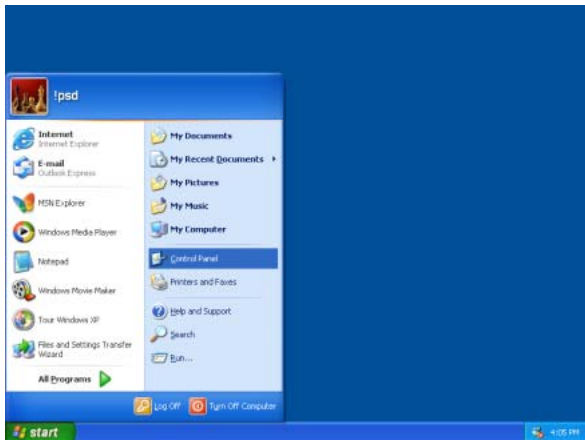 !psd
Internet
Internet Explorer
E-mail
Outlook Express
MSN Explorer
Windows Media Player
Notepad
Windows Movie Maker
Tour Windows XP
Files and Settings Transfer
Wizard
All Programs
My Documents
My Recent Documents
My Pictures
My Music
My Computer
Control Panel
Printers and Faxes
Help and Support
Search
Run...
Log Off
Turn Off Computer
start
4:05 PM